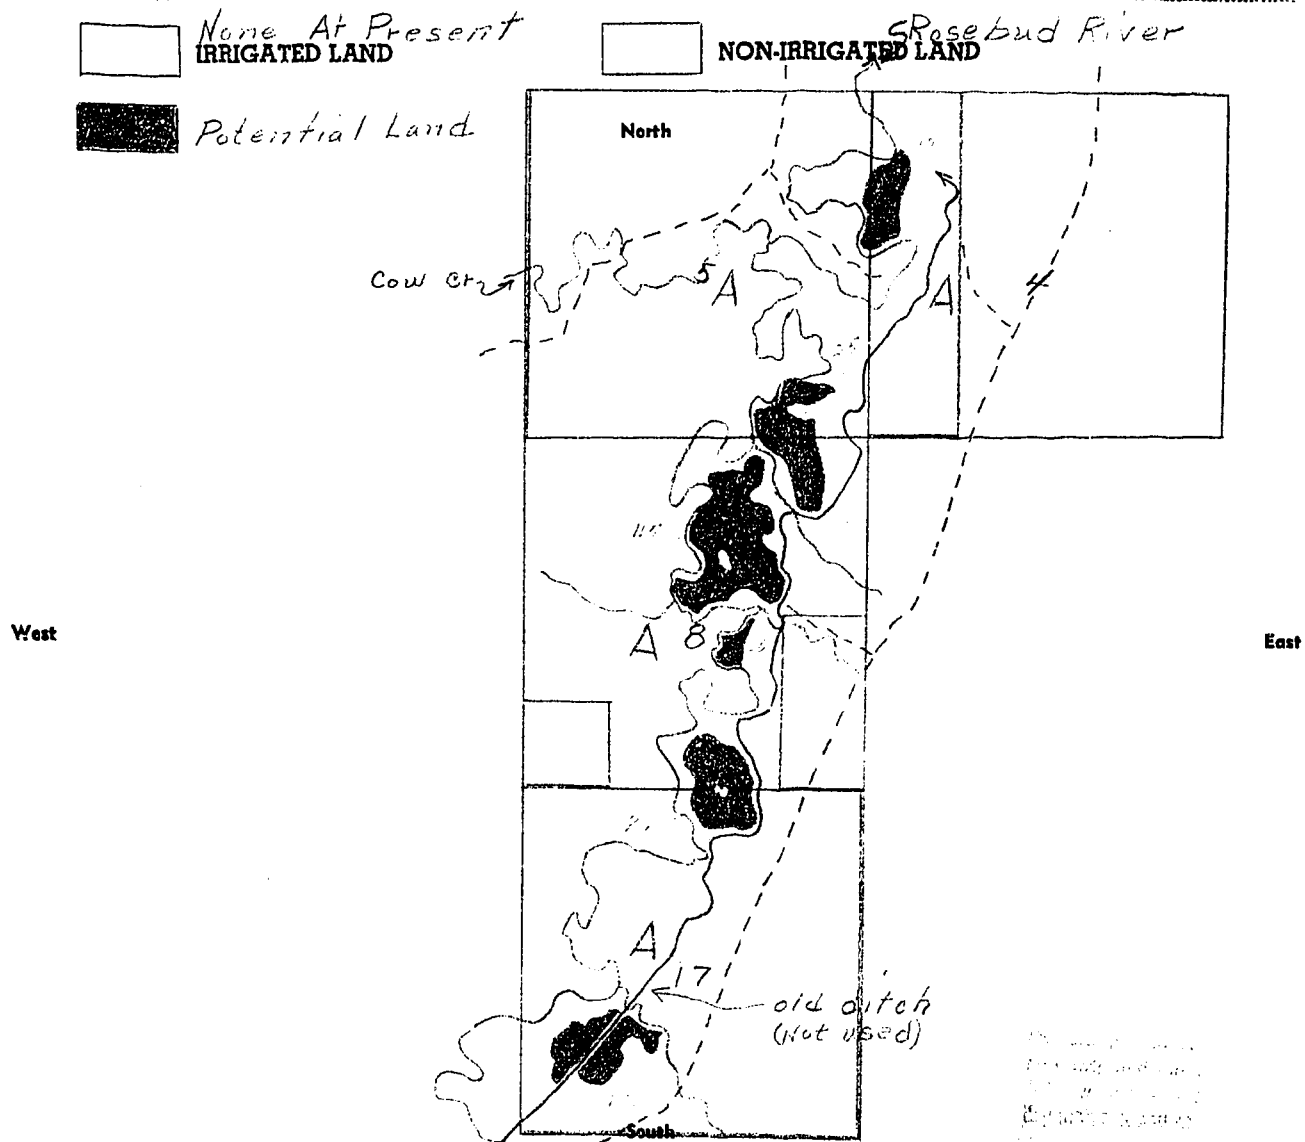 None At Present
IRRIGATED LAND
Rosebud River
NON-IRRIGATED LAND
Potential Land
North
Cow Cr.
5
A
A
4
West
A 8
East
A
17
old ditch
(Not used)
South